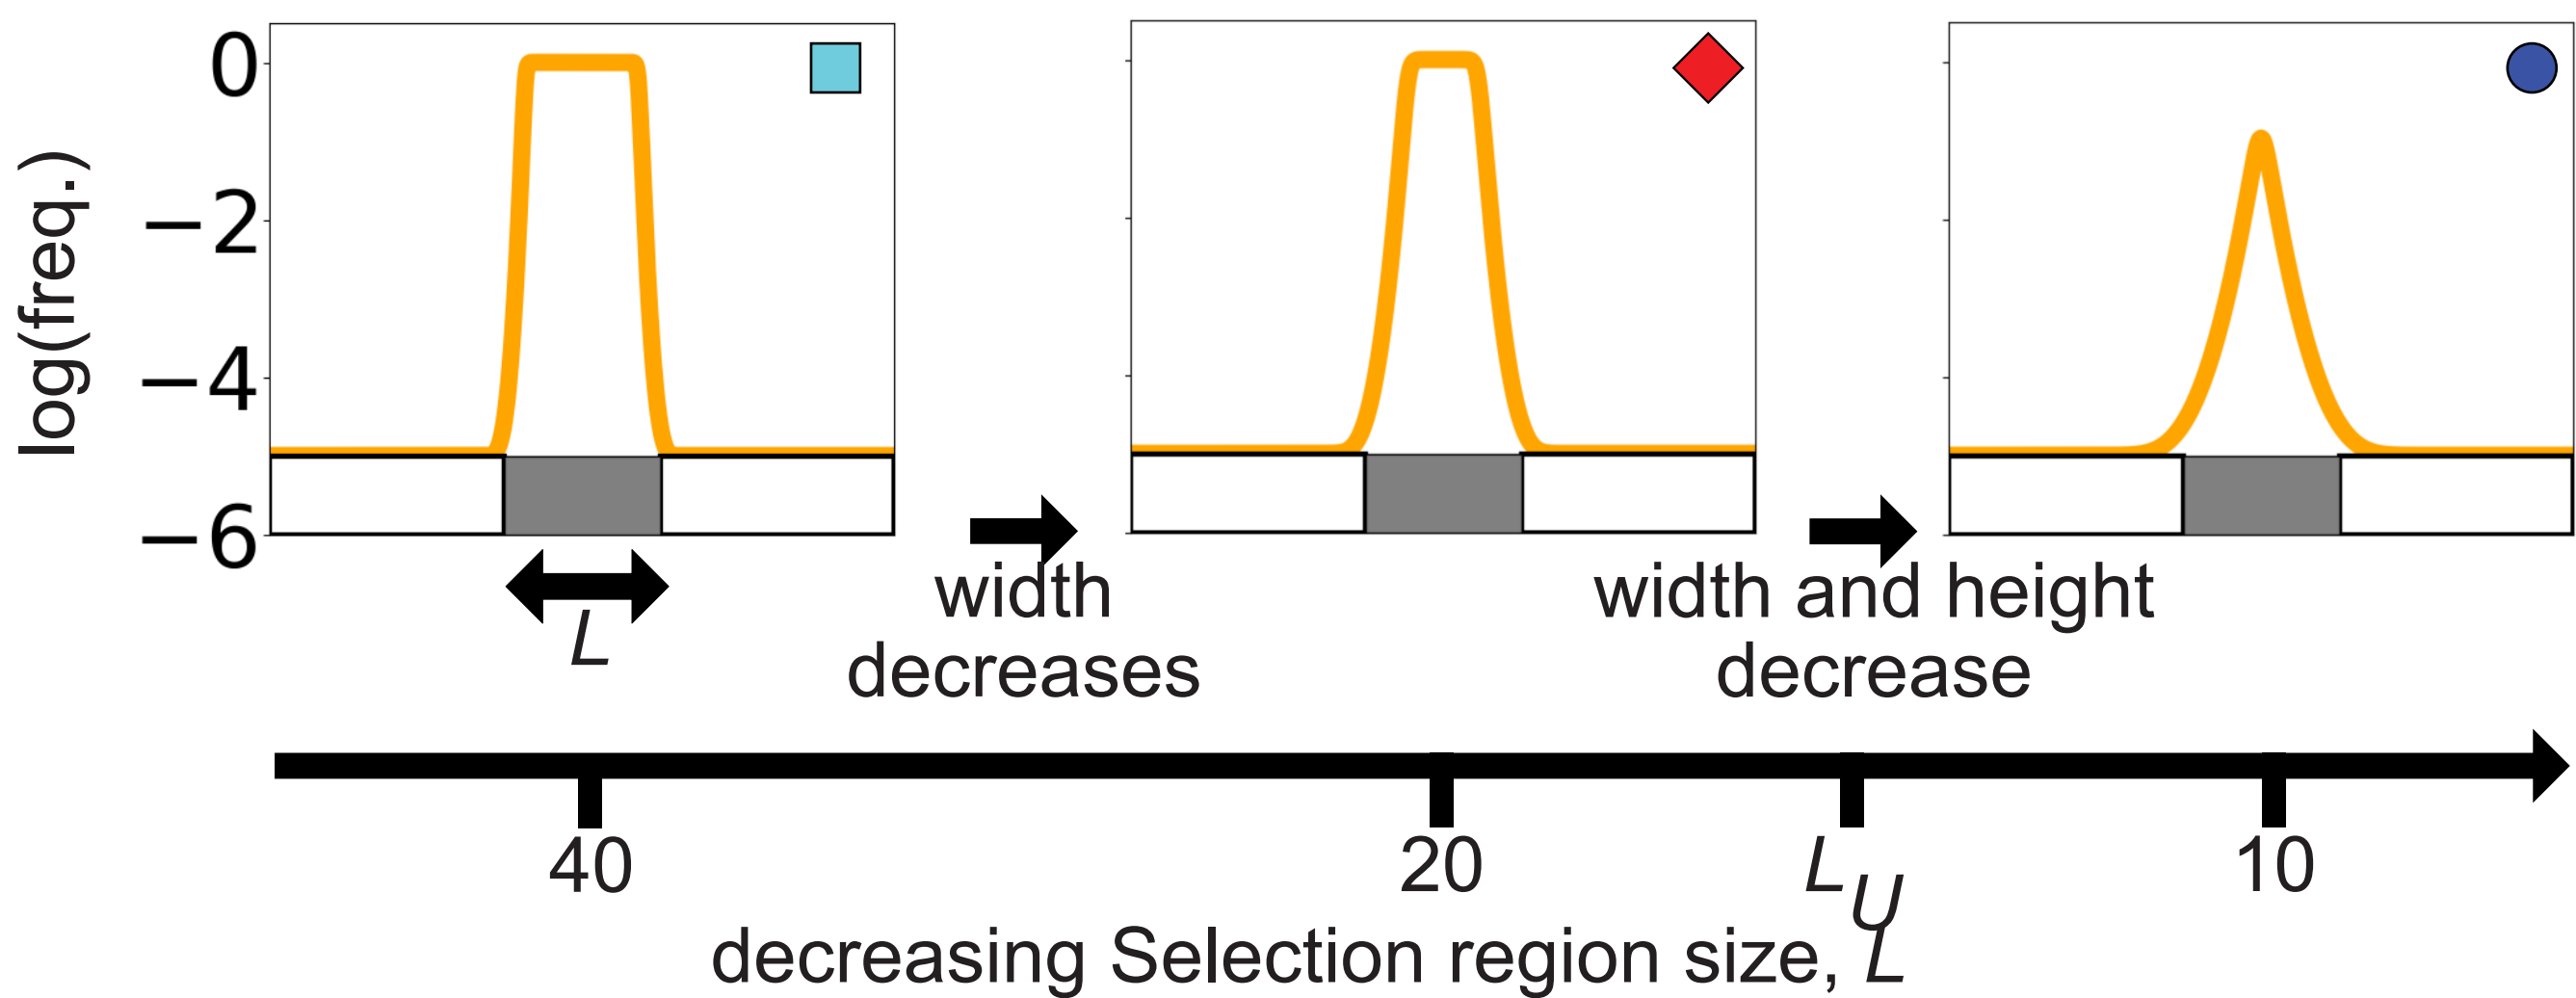 log(freq.)
0
−2
−4
−6
L
width
decreases
width and height
decrease
40
20
L_U
10
decreasing Selection region size, L